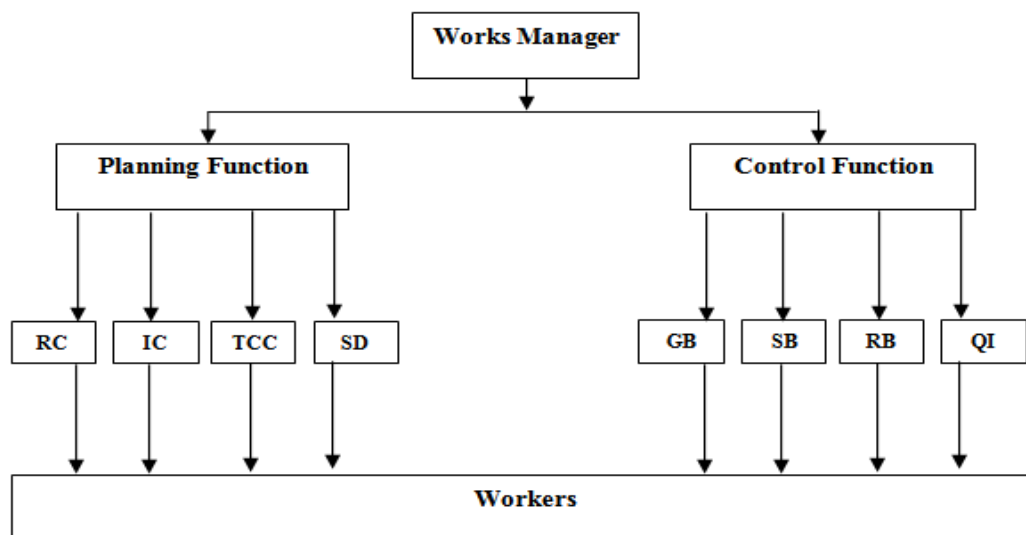 Works Manager
Planning Function
Control Function
RC
IC
TCC
SD
GB
SB
RB
QI
Workers